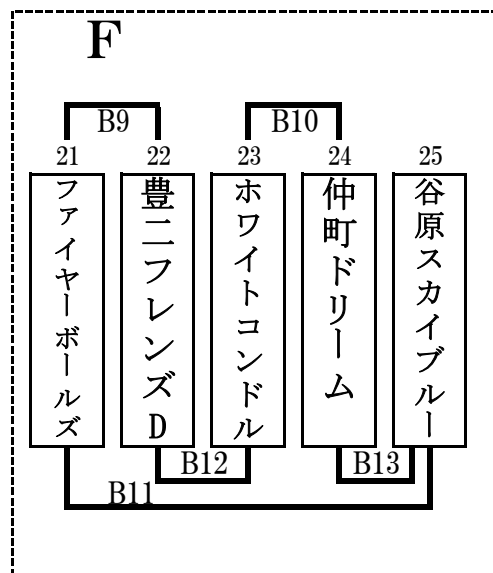 F
B9 B10
21 22 23 24 25
ファイヤーボールズ
豊二フレンズD
ホワイトコンドル
仲町ドリーム
谷原スカイブルー
B12 B13
B11